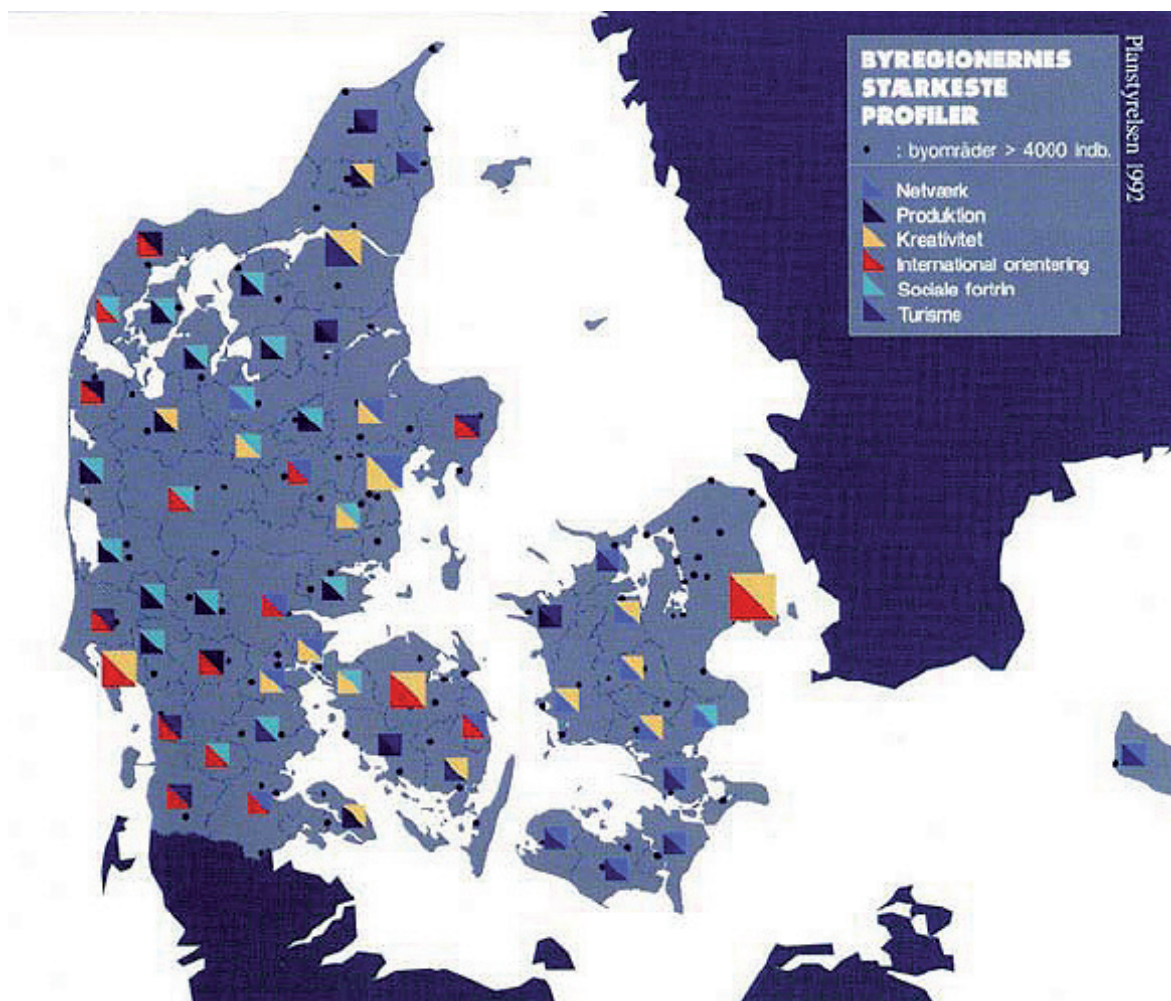 BYREGIONERNES
STÆRKESTE
PROFILER
• : byområder > 4000 indb.
Netværk
Produktion
Kreativitet
International orientering
Sociale fortrin
Turisme
Planstyrelsen 1992